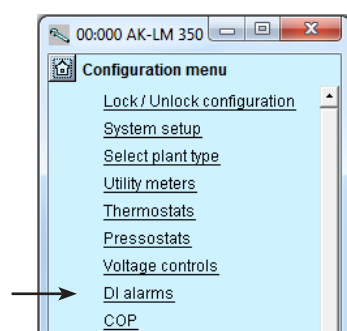 00:000 AK-LM 350
Configuration menu
Lock / Unlock configuration
System setup
Select plant type
Utility meters
Thermostats
Pressostats
Voltage controls
DI alarms
COP